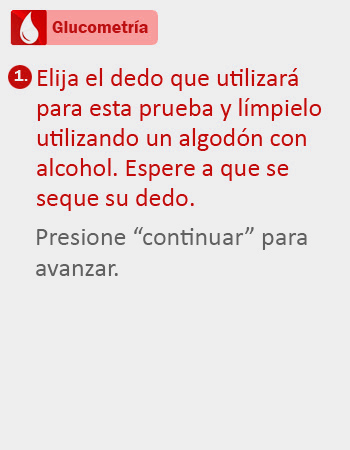 Glucometría
1. Elija el dedo que utilizará
para esta prueba y límpielo
utilizando un algodón con
alcohol. Espere a que se
seque su dedo.
Presione “continuar” para
avanzar.